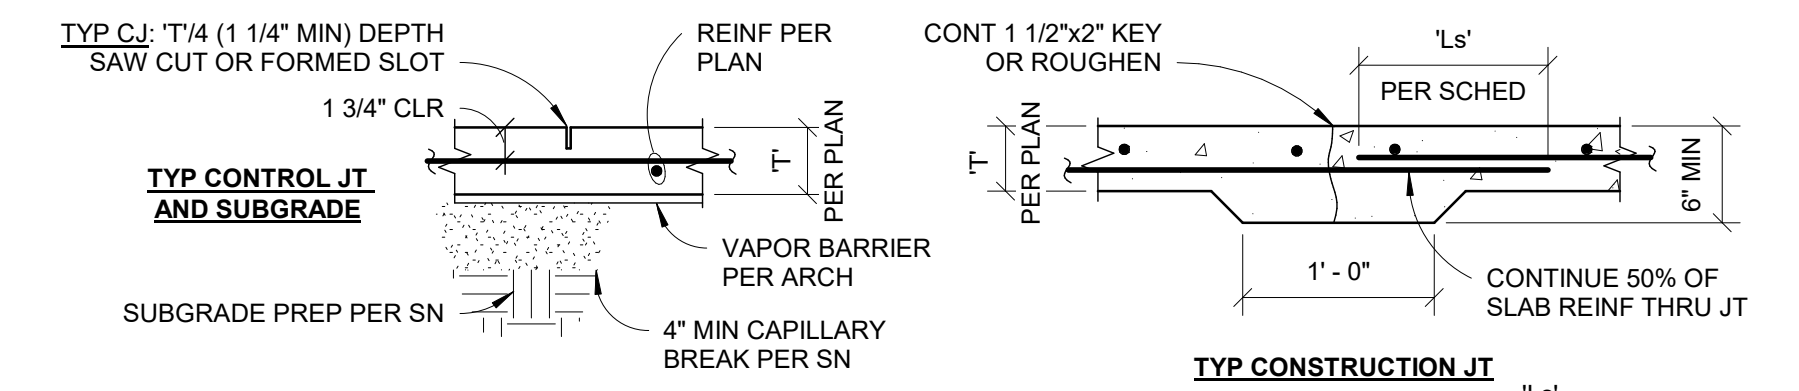 TYP CJ: 'T'/4 (1 1/4" MIN) DEPTH
SAW CUT OR FORMED SLOT
1 3/4" CLR
REINF PER
PLAN
'T'
PER PLAN
TYP CONTROL JT
AND SUBGRADE
VAPOR BARRIER
PER ARCH
SUBGRADE PREP PER SN
4" MIN CAPILLARY
BREAK PER SN
CONT 1 1/2"x2" KEY
OR ROUGHEN
'Ls'
PER SCHED
'T'
PER PLAN
6" MIN
1' - 0"
CONTINUE 50% OF
SLAB REINF THRU JT
TYP CONSTRUCTION JT